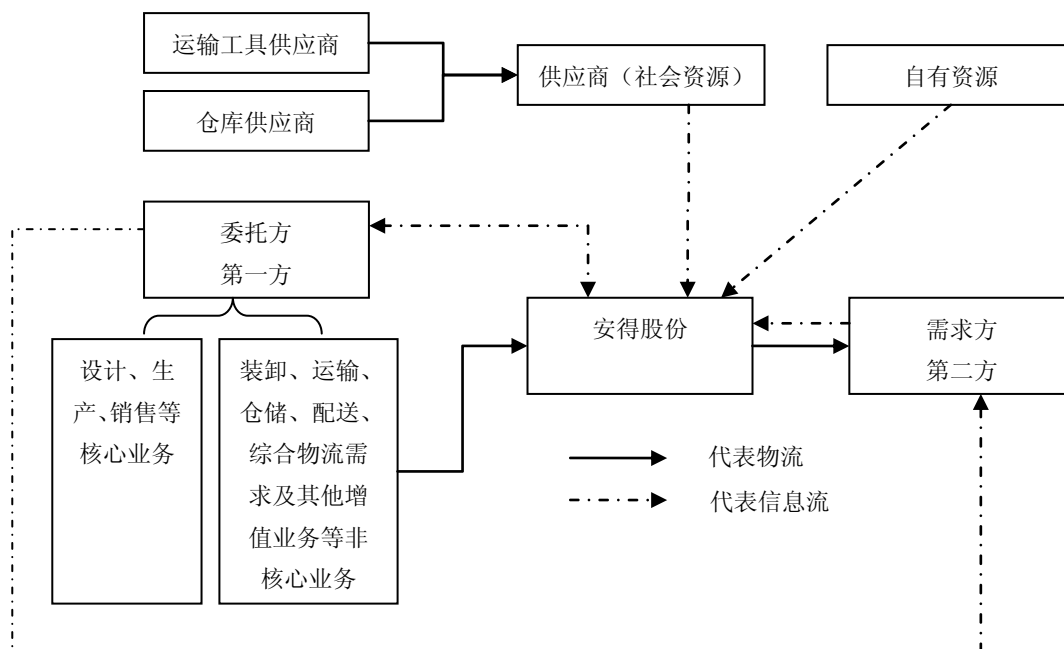 运输工具供应商
供应商（社会资源）
自有资源
仓库供应商
委托方
第一方
安得股份
需求方
第二方
设计、生
产、销售等
核心业务
装卸、运输、
仓储、配送、
综合物流需
求及其他增
值业务等非
核心业务
代表物流
代表信息流